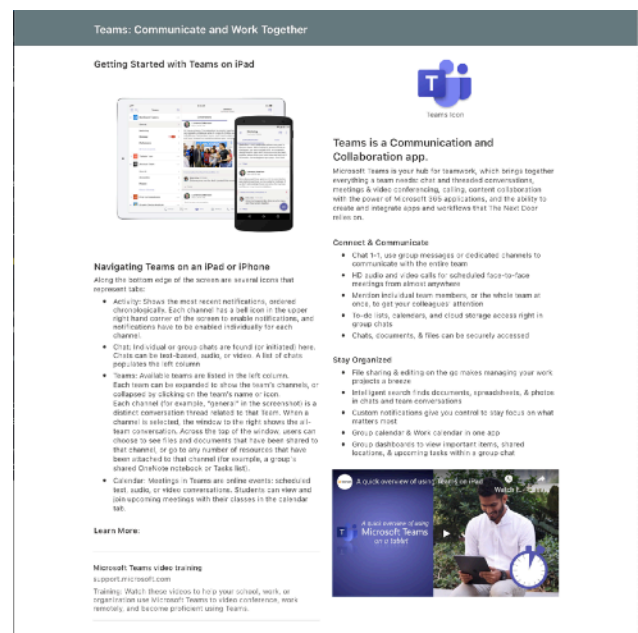 Teams: Communicate and Work Together
Getting Started with Teams on iPad
Navigating Teams on an iPad or iPhone
Along the bottom edge of the screen are several icons that
represent tabs:
• Activity: Shows the most recent notifications, ordered
chronologically. Each channel has a bell icon in the upper
right hand corner of the screen to enable notifications, and
notifications have to be enabled individually for each
channel.
• Chat: Individual or group chats are found (or initiated) here.
Chats can be text-based, audio, or video. A list of chats
populates the left column
• Teams: Available teams are listed in the left column.
Each team can be expanded to show the team's channels, or
collapsed by clicking on the team's name or icon.
Each channel (for example, "general" in the screenshot) is a
distinct conversation thread related to that Team. When a
channel is selected, the window to the right shows the all-
team conversation. Across the top of the window, users can
choose to see files and documents that have been shared to
that channel, or go to any number of resources that have
been attached to that channel (for example, a group's
shared OneNote notebook or Tasks list).
• Calendar: Meetings in Teams are online events: scheduled
text, audio, or video conversations. Students can view and
join upcoming meetings with their classes in the calendar
tab.
Learn More:
Microsoft Teams video training
support.microsoft.com
Training: Watch these videos to help your school, work, or
organization use Microsoft Teams to video conference, work
remotely, and become proficient using Teams.
T
Teams Icon
Teams is a Communication and
Collaboration app.
Microsoft Teams is your hub for teamwork, which brings together
everything a team needs: chat and threaded conversations,
meetings & video conferencing, calling, content collaboration
with the power of Microsoft 365 applications, and the ability to
create and integrate apps and workflows that The Next Door
relies on.
Connect & Communicate
• Chat 1-1, use group messages or dedicated channels to
communicate with the entire team
• HD audio and video calls for scheduled face-to-face
meetings from almost anywhere
• Mention individual team members, or the whole team at
once, to get your colleagues' attention
• To-do lists, calendars, and cloud storage access right in
group chats
• Chats, documents, & files can be securely accessed
Stay Organized
• File sharing & editing on the go makes managing your work
projects a breeze
• Intelligent search finds documents, spreadsheets, & photos
in chats and team conversations
• Custom notifications give you control to stay focus on what
matters most
• Group calendar & Work calendar in one app
• Group dashboards to view important items, shared
locations, & upcoming tasks within a group chat
A quick overview of using Teams on iPad
A quick overview of using
Microsoft Teams
on a tablet